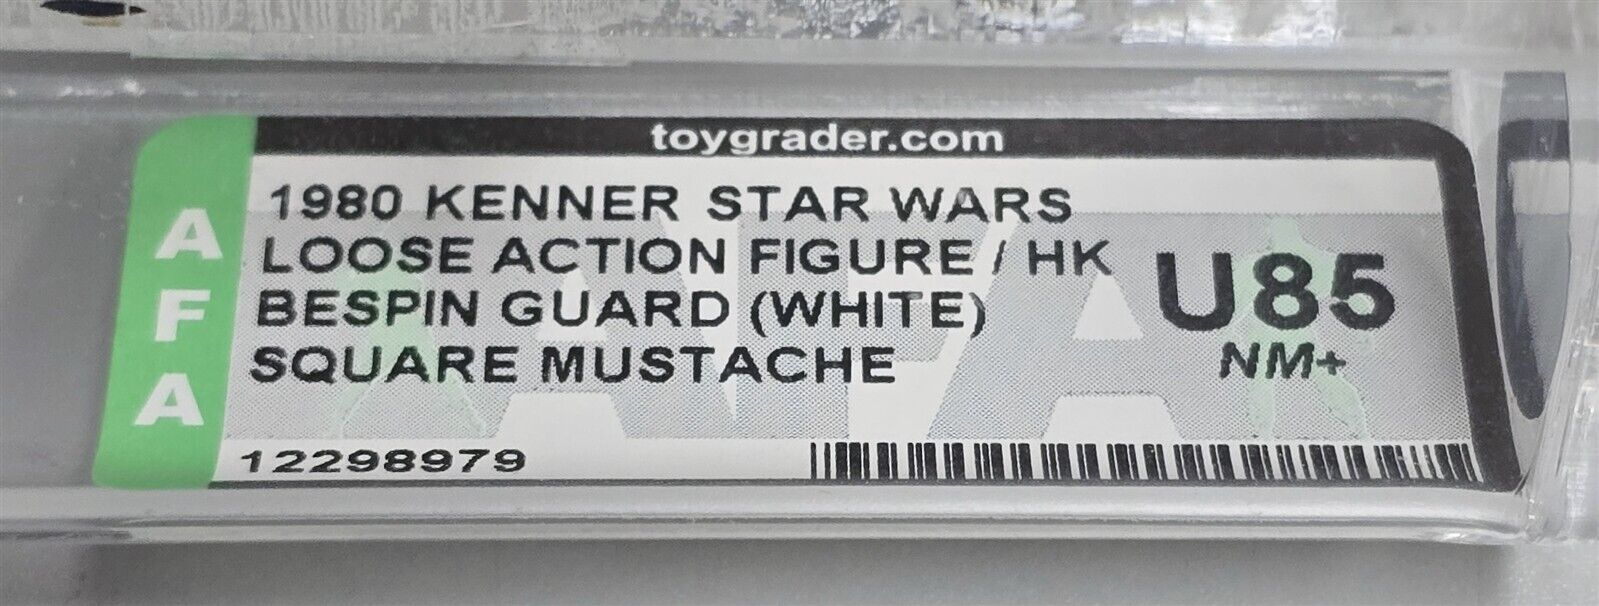 toygrader.com
AFA
1980 KENNER STAR WARS
LOOSE ACTION FIGURE / HK
BESPIN GUARD (WHITE)
SQUARE MUSTACHE
U85
NM+
12298979